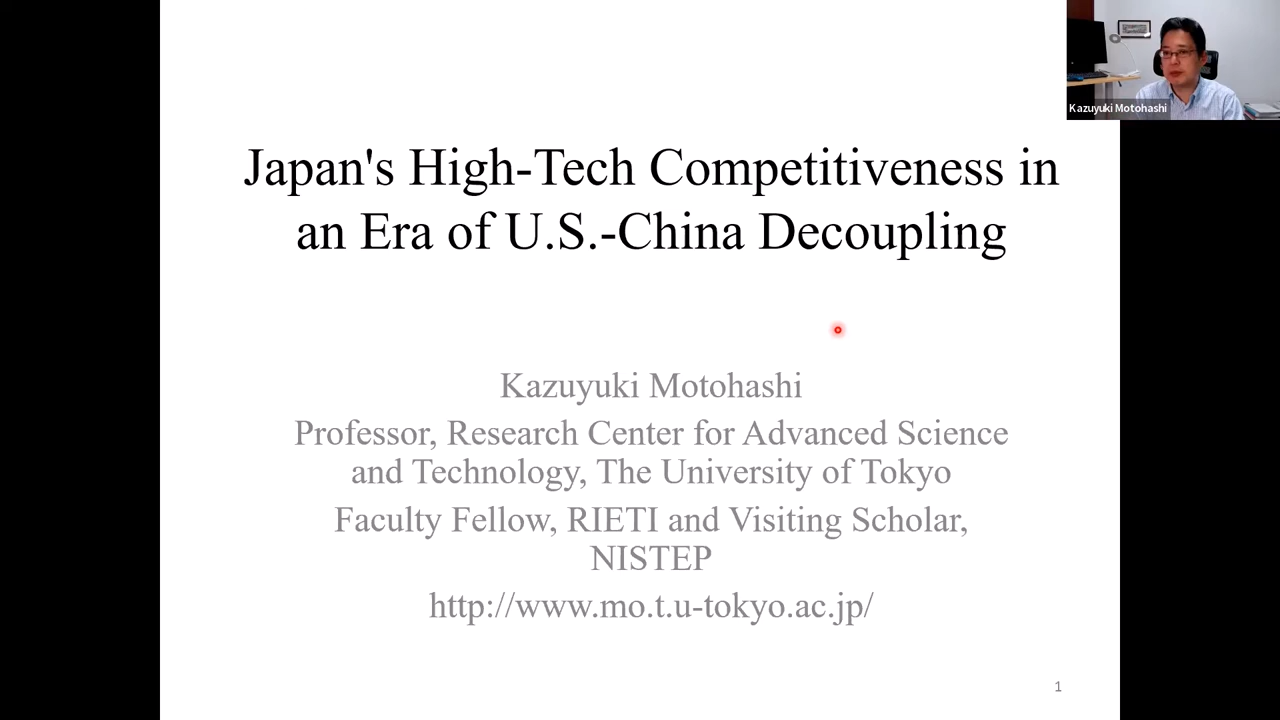 Kazuyuki Motohashi
Japan's High-Tech Competitiveness in
an Era of U.S.-China Decoupling
Kazuyuki Motohashi
Professor, Research Center for Advanced Science
and Technology, The University of Tokyo
Faculty Fellow, RIETI and Visiting Scholar,
NISTEP
http://www.mo.t.u-tokyo.ac.jp/
1